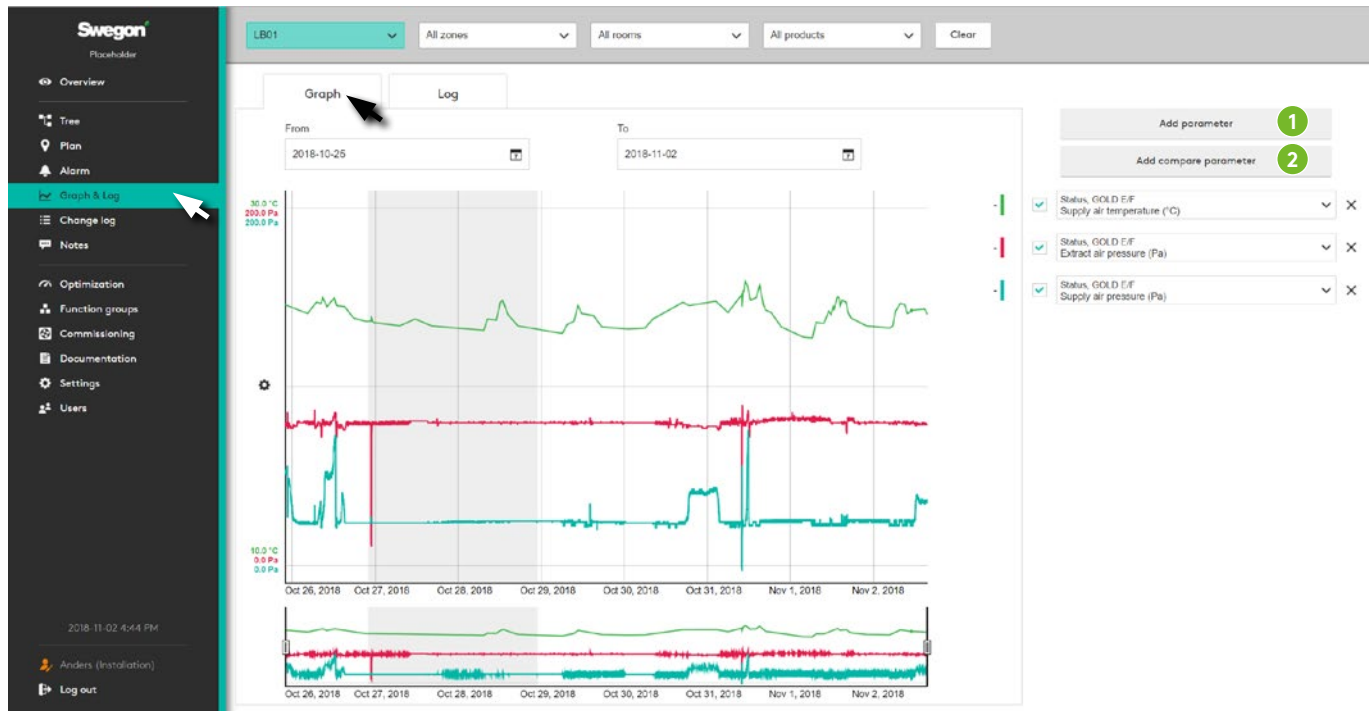 Swegon
Placeholder
Overview
Tree
Plan
Alarm
Graph & Log
Change log
Notes
Optimization
Function groups
Commissioning
Documentation
Settings
Users
2018-11-02 4:44 PM
Anders (Installation)
Log out
LB01
All zones
All rooms
All products
Clear
Graph
Log
From
To
2018-10-25
2018-11-02
30.0 °C
200.0 Pa
200.0 Pa
10.0 °C
0.0 Pa
0.0 Pa
Oct 26, 2018 Oct 27, 2018 Oct 28, 2018 Oct 29, 2018 Oct 30, 2018 Oct 31, 2018 Nov 1, 2018 Nov 2, 2018
Oct 26, 2018 Oct 27, 2018 Oct 28, 2018 Oct 29, 2018 Oct 30, 2018 Oct 31, 2018 Nov 1, 2018 Nov 2, 2018
Add parameter 1
Add compare parameter 2
Status, GOLD E/F
Supply air temperature (°C)
Status, GOLD E/F
Extract air pressure (Pa)
Status, GOLD E/F
Supply air pressure (Pa)